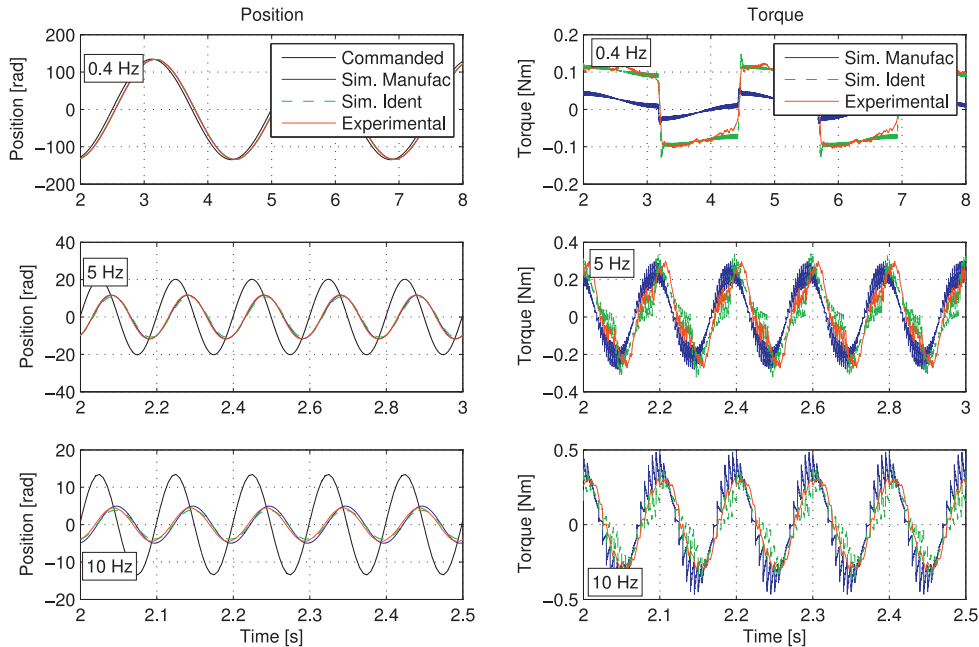 Position
Torque
Position [rad]
200
100
0
−100
−200
0.4 Hz
Commanded
Sim. Manufac
Sim. Ident
Experimental
2 3 4 5 6 7 8
Torque [Nm]
0.2
0.1
0
−0.1
−0.2
0.4 Hz
Sim. Manufac
Sim. Ident
Experimental
2 3 4 5 6 7 8
Position [rad]
40
20
0
−20
−40
5 Hz
2 2.2 2.4 2.6 2.8 3
Torque [Nm]
0.4
0.2
0
−0.2
−0.4
5 Hz
2 2.2 2.4 2.6 2.8 3
Position [rad]
20
10
0
−10
−20
10 Hz
2 2.1 2.2 2.3 2.4 2.5
Time [s]
Torque [Nm]
0.5
0
−0.5
10 Hz
2 2.1 2.2 2.3 2.4 2.5
Time [s]